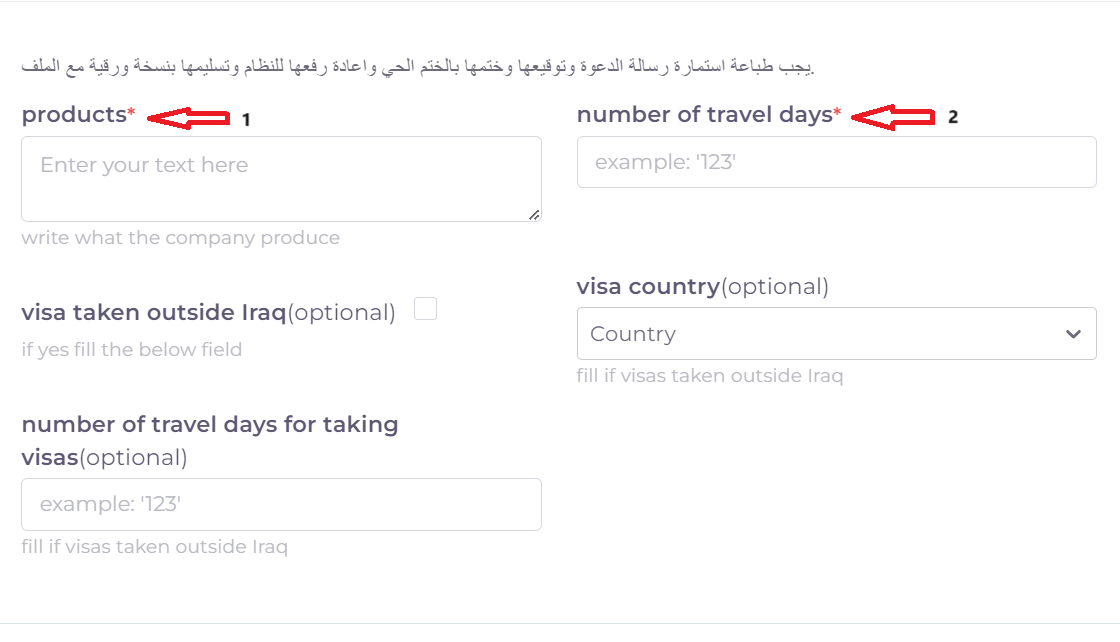 يجب طباعة استمارة رسالة الدعوة وتوقيعها وختمها بالختم الحي واعادة رفعها للنظام وتسليمها بنسخة ورقية مع الملف.
products* 1
Enter your text here
write what the company produce
number of travel days* 2
example: '123'
visa taken outside Iraq(optional)
if yes fill the below field
visa country(optional)
Country
fill if visas taken outside Iraq
number of travel days for taking
visas(optional)
example: '123'
fill if visas taken outside Iraq